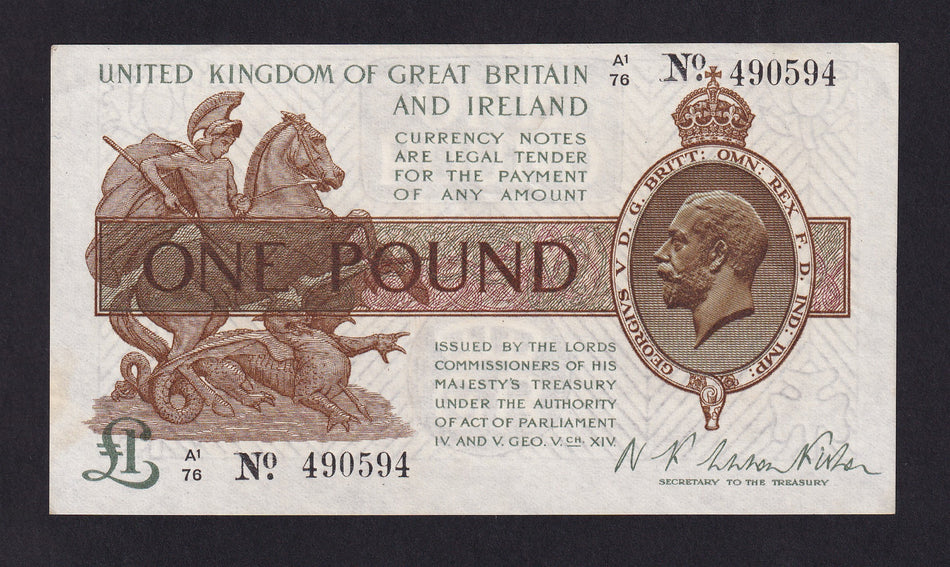 UNITED KINGDOM OF GREAT BRITAIN
AND IRELAND
A1
76
No. 490594
CURRENCY NOTES
ARE LEGAL TENDER
FOR THE PAYMENT
OF ANY AMOUNT
GEORGIVS V D. G. BRITT: OMN: REX F. D. IND: IMP:
ONE POUND
ISSUED BY THE LORDS
COMMISSIONERS OF HIS
MAJESTY'S TREASURY
UNDER THE AUTHORITY
OF ACT OF PARLIAMENT
IV. AND V. GEO. V. CH. XIV.
£1
A1
76
No. 490594
SECRETARY TO THE TREASURY